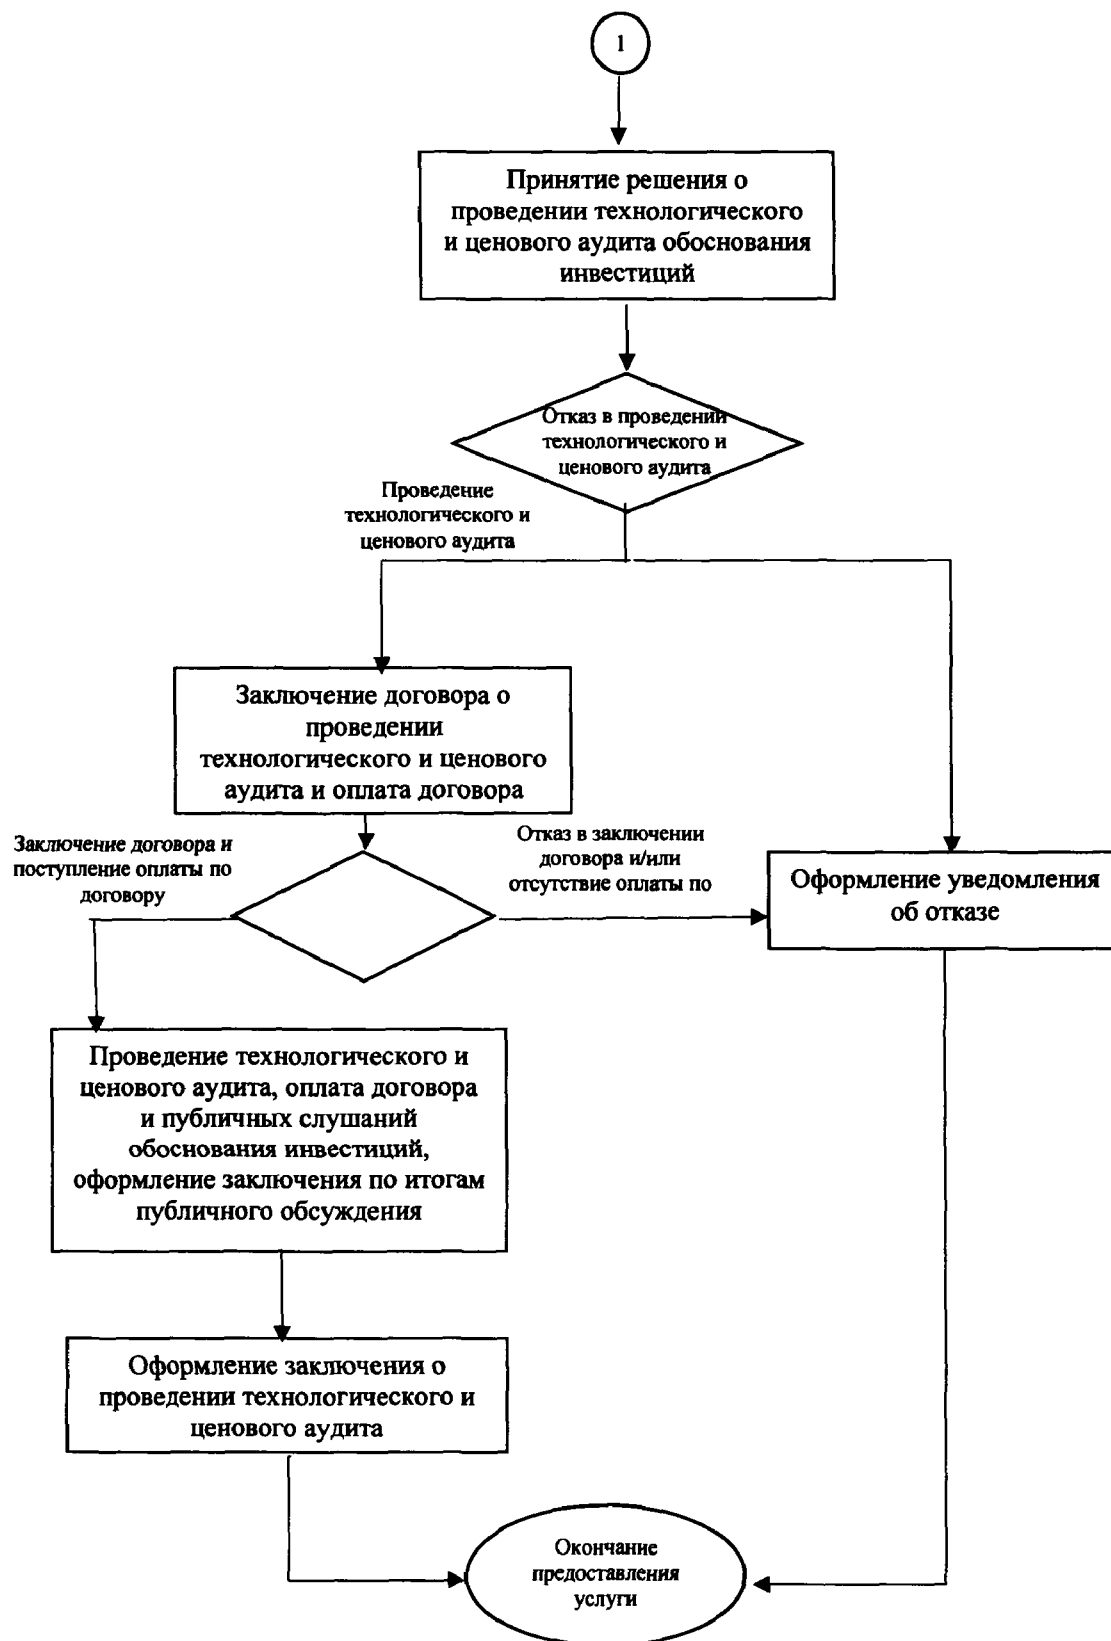 1
Принятие решения о
проведении технологического
и ценового аудита обоснования
инвестиций
Отказ в проведении
технологического и
ценового аудита
Проведение
технологического и
ценового аудита
Заключение договора о
проведении
технологического и ценового
аудита и оплата договора
Заключение договора и
поступление оплаты по
договору
Отказ в заключении
договора и/или
отсутствие оплаты по
Оформление уведомления
об отказе
Проведение технологического и
ценового аудита, оплата договора
и публичных слушаний
обоснования инвестиций,
оформление заключения по итогам
публичного обсуждения
Оформление заключения о
проведении технологического и
ценового аудита
Окончание
предоставления
услуги